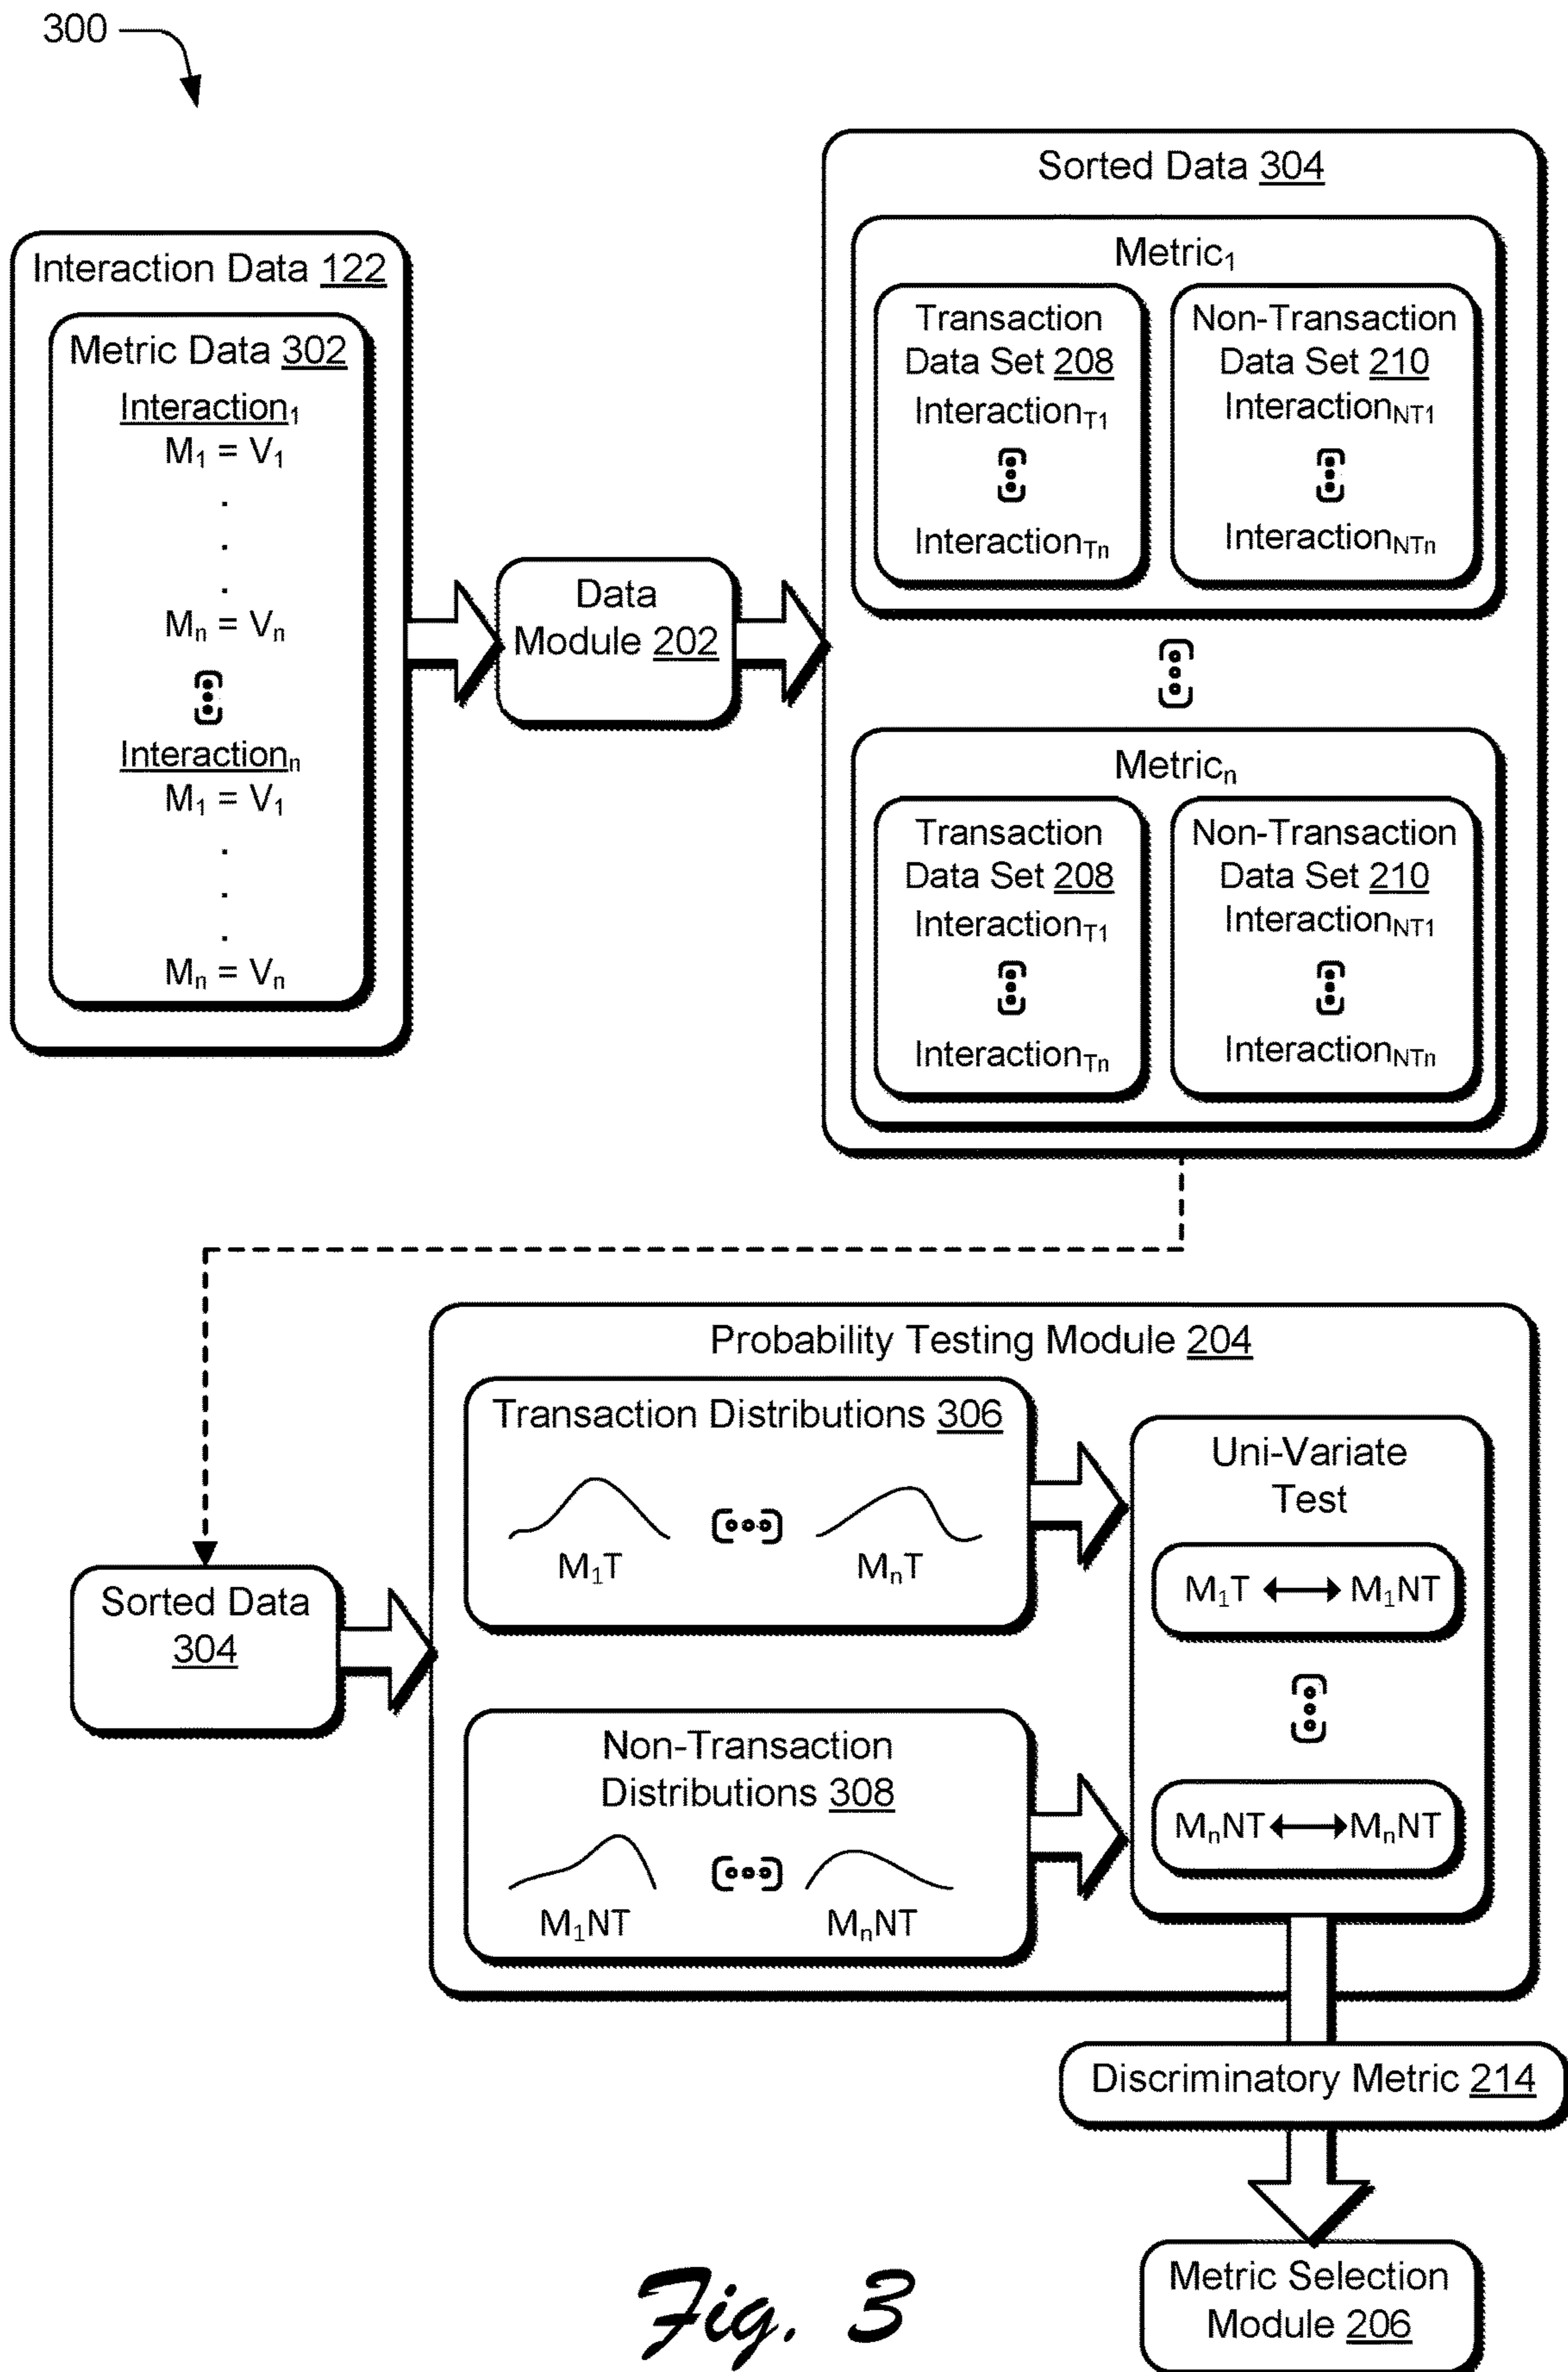 300
Sorted Data 304
Metric1
Transaction
Data Set 208
InteractionT1
InteractionTn
Non-Transaction
Data Set 210
InteractionNT1
InteractionNTn
Interaction Data 122
Metric Data 302
Interaction1
M1 = V1
.
.
.
Mn = Vn
Interactionn
M1 = V1
.
.
.
Mn = Vn
Data
Module 202
Metricn
Transaction
Data Set 208
InteractionT1
InteractionTn
Non-Transaction
Data Set 210
InteractionNT1
InteractionNTn
Probability Testing Module 204
Sorted Data
304
Transaction Distributions 306
M1T
MnT
Non-Transaction
Distributions 308
M1NT
MnNT
Uni-Variate
Test
M1T ↔ M1NT
MnNT ↔ MnNT
Discriminatory Metric 214
Metric Selection
Module 206
Fig. 3